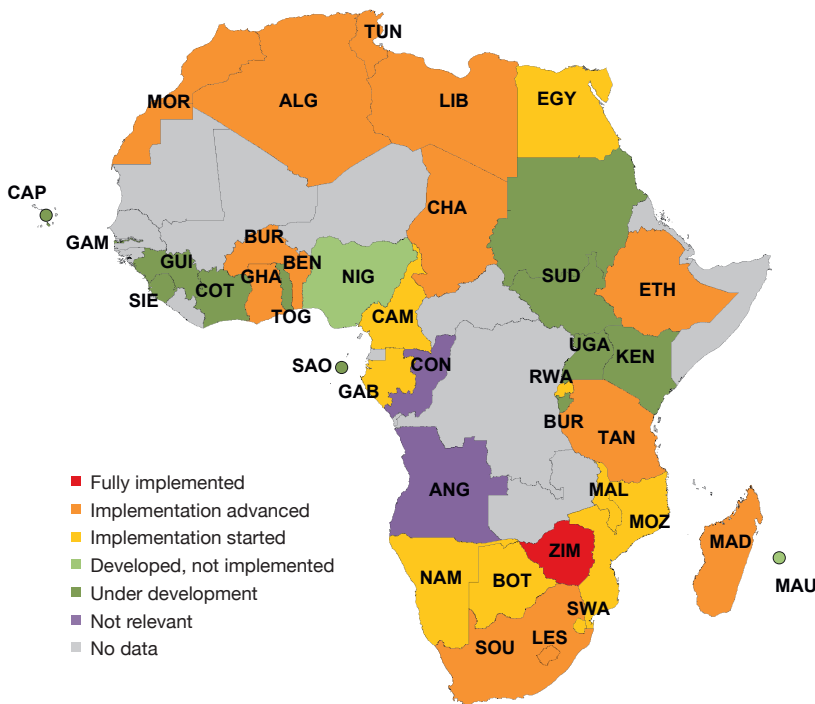 TUN
MOR
ALG
LIB
EGY
CAP
CHA
GAM
BUR
GUI
BEN
NIG
GHA
SUD
ETH
SIE
COT
TOG
CAM
UGA
KEN
SAO
CON
RWA
GAB
BUR
TAN
ANG
MAL
MOZ
ZIM
MAD
NAM
BOT
MAU
SWA
SOU
LES
Fully implemented
Implementation advanced
Implementation started
Developed, not implemented
Under development
Not relevant
No data